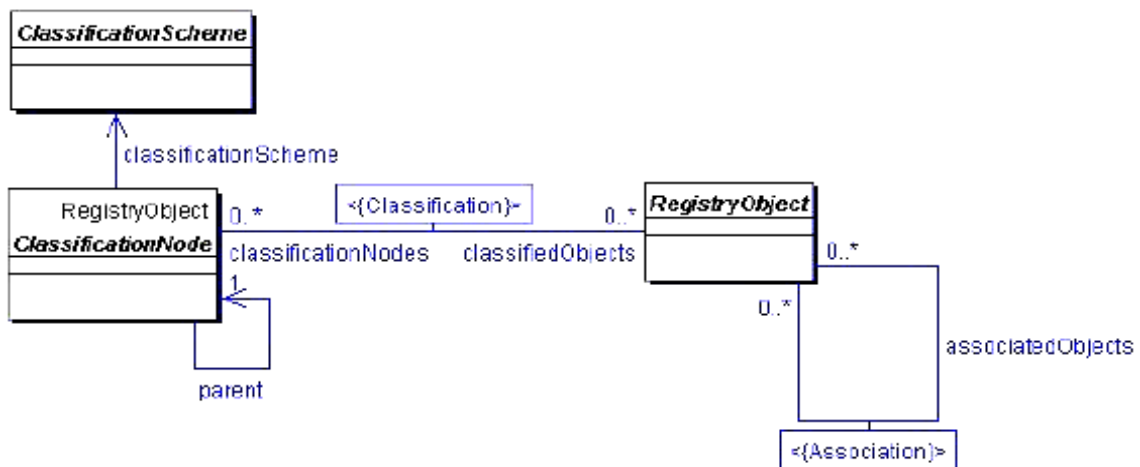 ClassificationScheme
classificationScheme
RegistryObject
ClassificationNode
0..*
<{Classification}>
0..*
RegistryObject
classificationNodes
classifiedObjects
0..*
1
0..*
associatedObjects
parent
<{Association}>